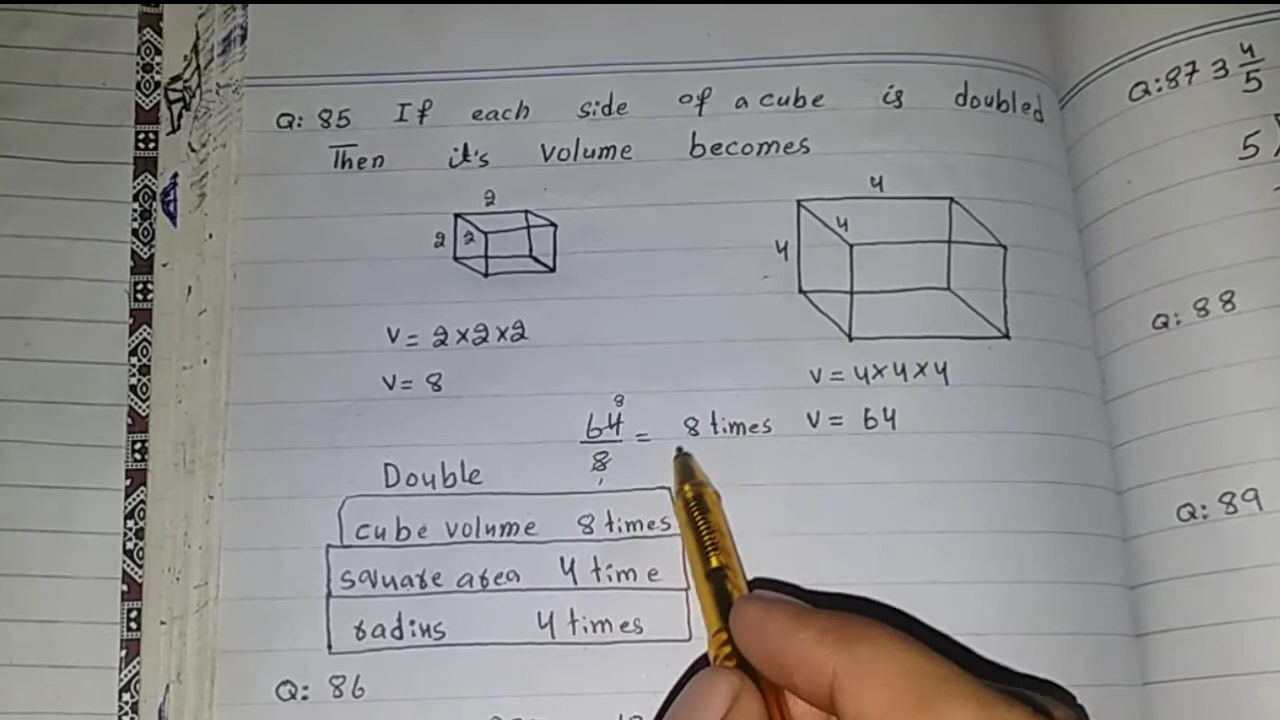 Q: 85 If each side of a cube is doubled
Then it's volume becomes
2
2
2
4
4
4
V = 2×2×2
V = 8
V = 4×4×4
V = 64
8
64
8
1
= 8 times
Double
cube volume 8 times
square area 4 time
radius 4 times
Q: 86
Q:87 3 4/5
5
Q: 88
Q: 89